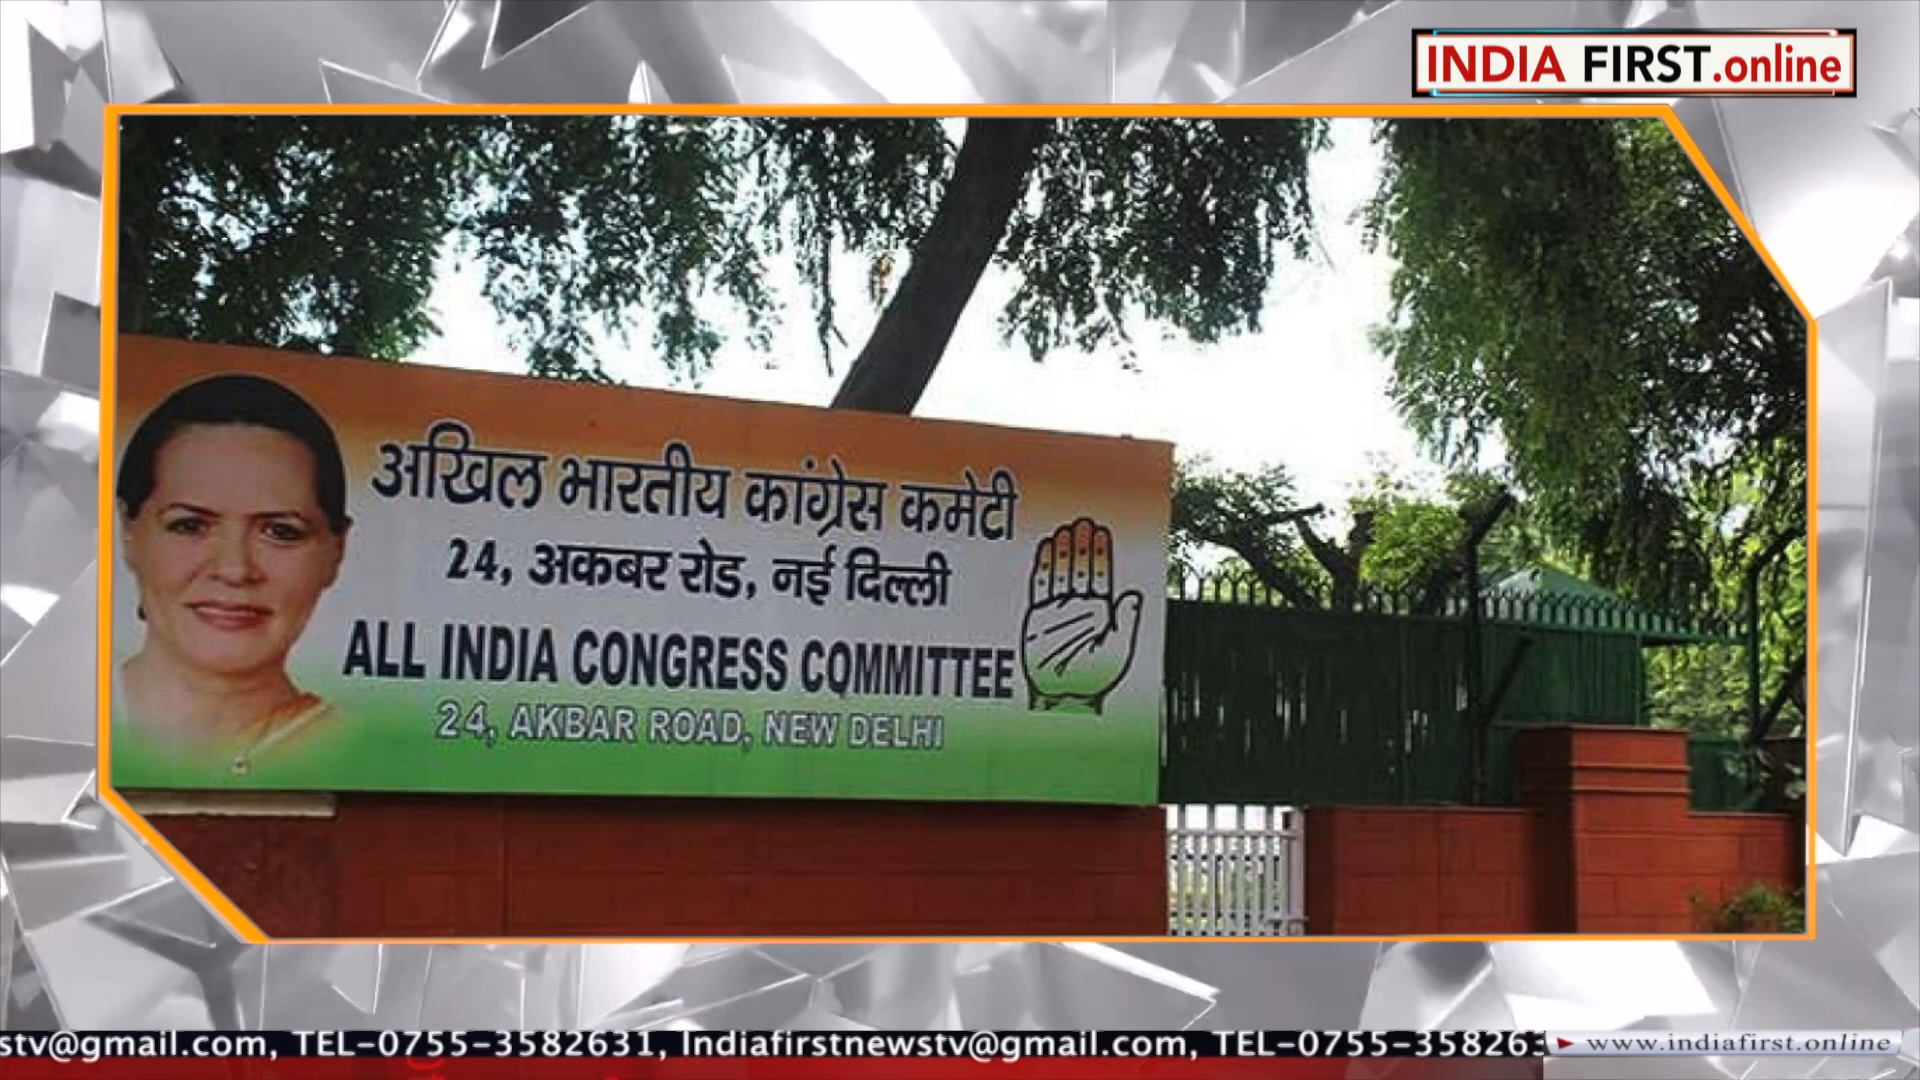 INDIA FIRST.online
अखिल भारतीय कांग्रेस कमेटी
24, अकबर रोड, नई दिल्ली
ALL INDIA CONGRESS COMMITTEE
24, AKBAR ROAD, NEW DELHI
stv@gmail.com, TEL-0755-3582631, Indiafirstnewstv@gmail.com, TEL-0755-358263
www.indiafirst.online